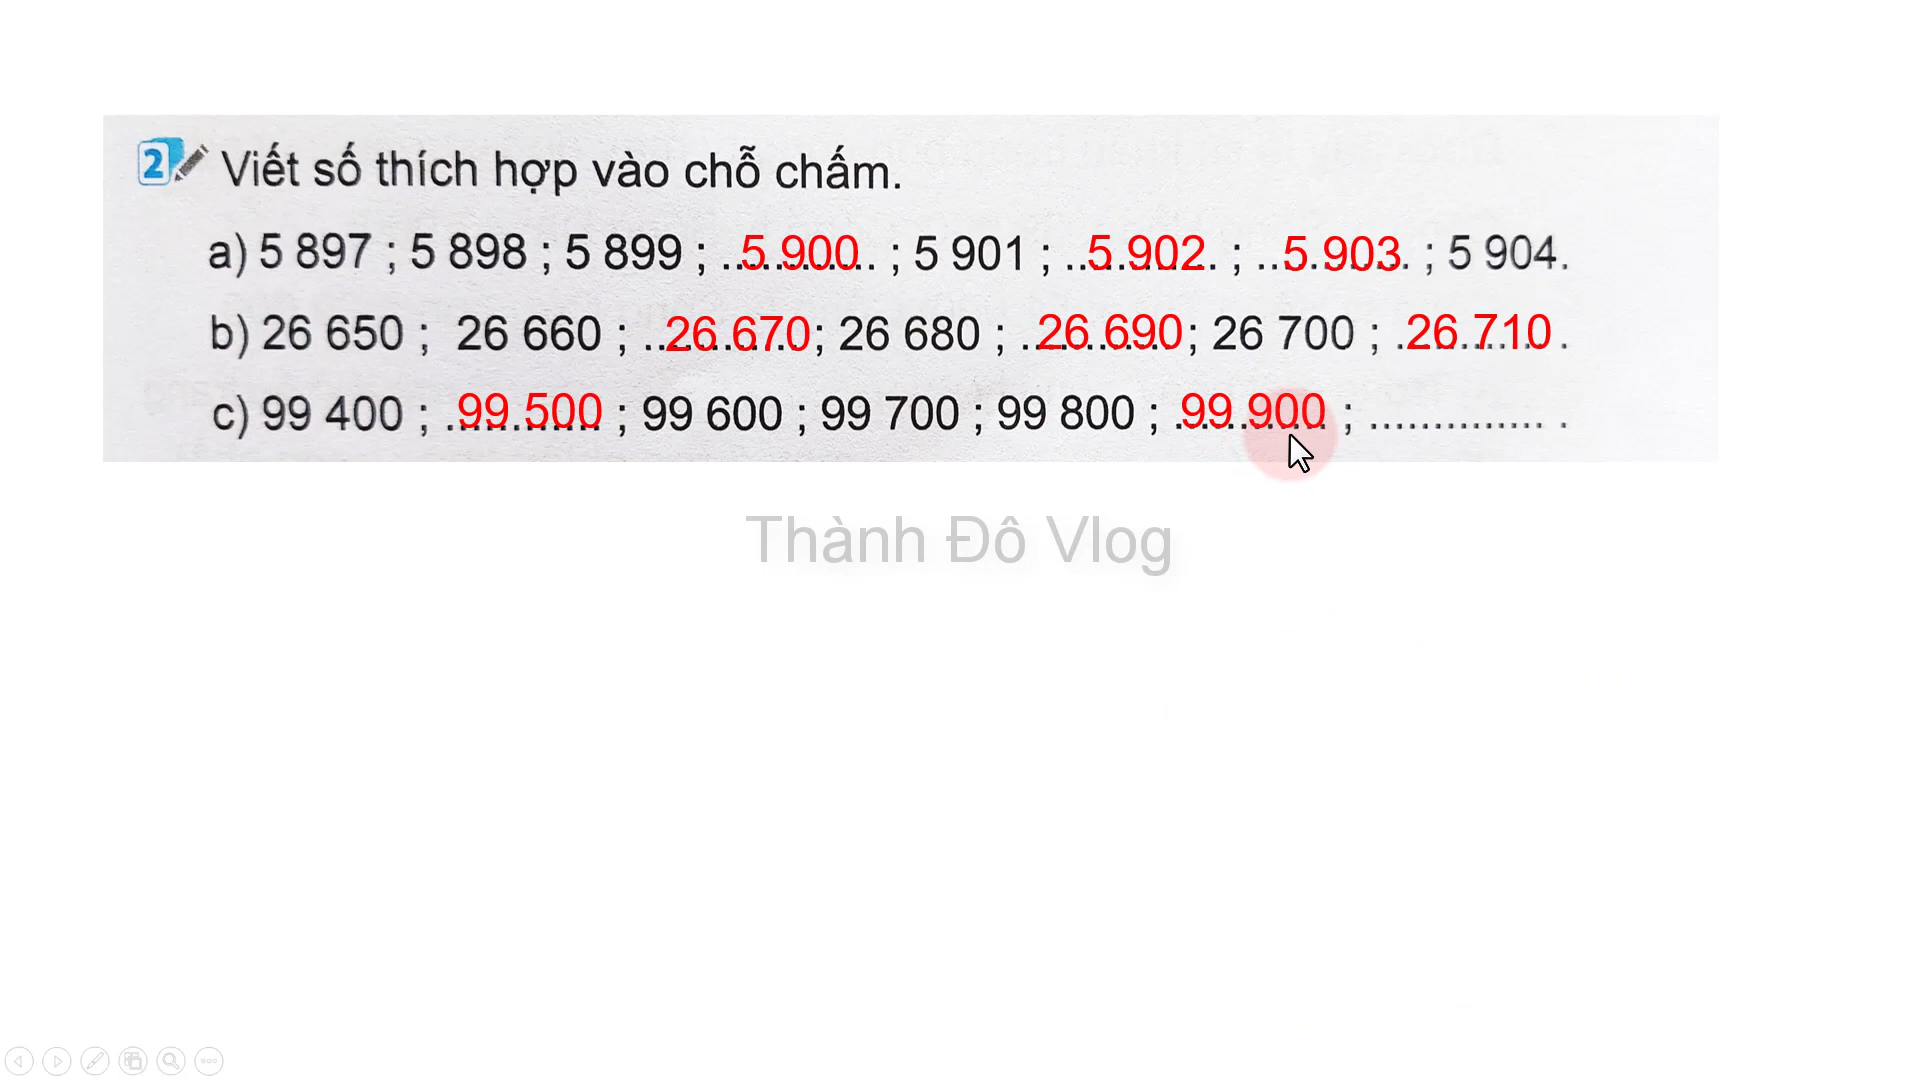 2 Viết số thích hợp vào chỗ chấm.
a) 5 897 ; 5 898 ; 5 899 ; 5 900 ; 5 901 ; 5 902 ; 5 903 ; 5 904.
b) 26 650 ; 26 660 ; 26 670 ; 26 680 ; 26 690 ; 26 700 ; 26 710 .
c) 99 400 ; 99 500 ; 99 600 ; 99 700 ; 99 800 ; 99 900 ; .............. .
Thành Đô Vlog